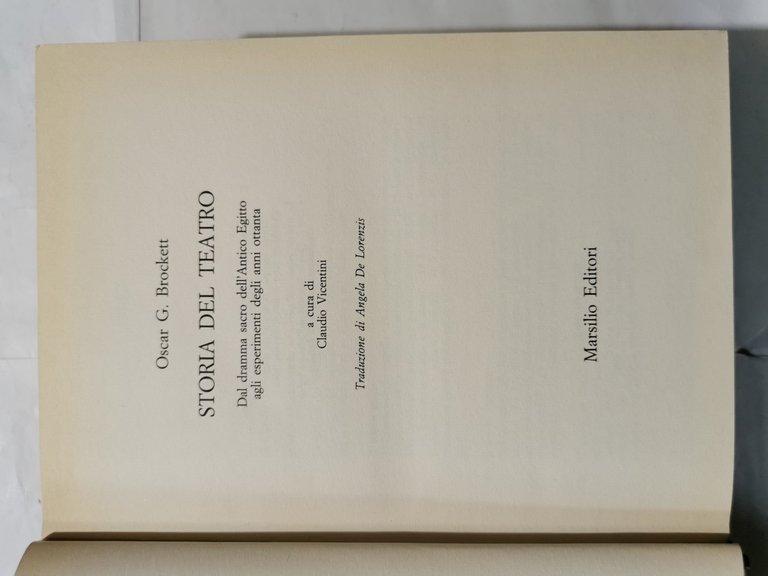 Oscar G. Brockett
STORIA DEL TEATRO
Dal dramma sacro dell'Antico Egitto
agli esperimenti degli anni ottanta
a cura di
Claudio Vicentini
Traduzione di Angela De Lorenzis
Marsilio Editori